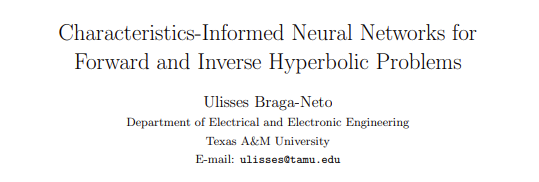 Characteristics-Informed Neural Networks for
Forward and Inverse Hyperbolic Problems
Ulisses Braga-Neto
Department of Electrical and Electronic Engineering
Texas A&M University
E-mail: ulisses@tamu.edu